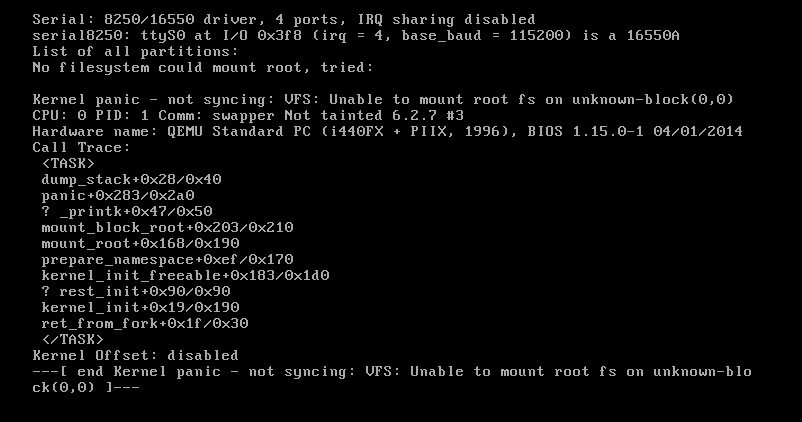 Serial: 8250/16550 driver, 4 ports, IRQ sharing disabled
serial8250: ttyS0 at I/O 0x3f8 (irq = 4, base_baud = 115200) is a 16550A
List of all partitions:
No filesystem could mount root, tried:
Kernel panic - not syncing: VFS: Unable to mount root fs on unknown-block(0,0)
CPU: 0 PID: 1 Comm: swapper Not tainted 6.2.7 #3
Hardware name: QEMU Standard PC (i440FX + PIIX, 1996), BIOS 1.15.0-1 04/01/2014
Call Trace:
 <TASK>
 dump_stack+0x28/0x40
 panic+0x283/0x2a0
 ? _printk+0x47/0x50
 mount_block_root+0x203/0x210
 mount_root+0x168/0x190
 prepare_namespace+0xef/0x170
 kernel_init_freeable+0x183/0x1d0
 ? rest_init+0x90/0x90
 kernel_init+0x19/0x190
 ret_from_fork+0x1f/0x30
 </TASK>
Kernel Offset: disabled
---[ end Kernel panic - not syncing: VFS: Unable to mount root fs on unknown-blo
ck(0,0) ]---